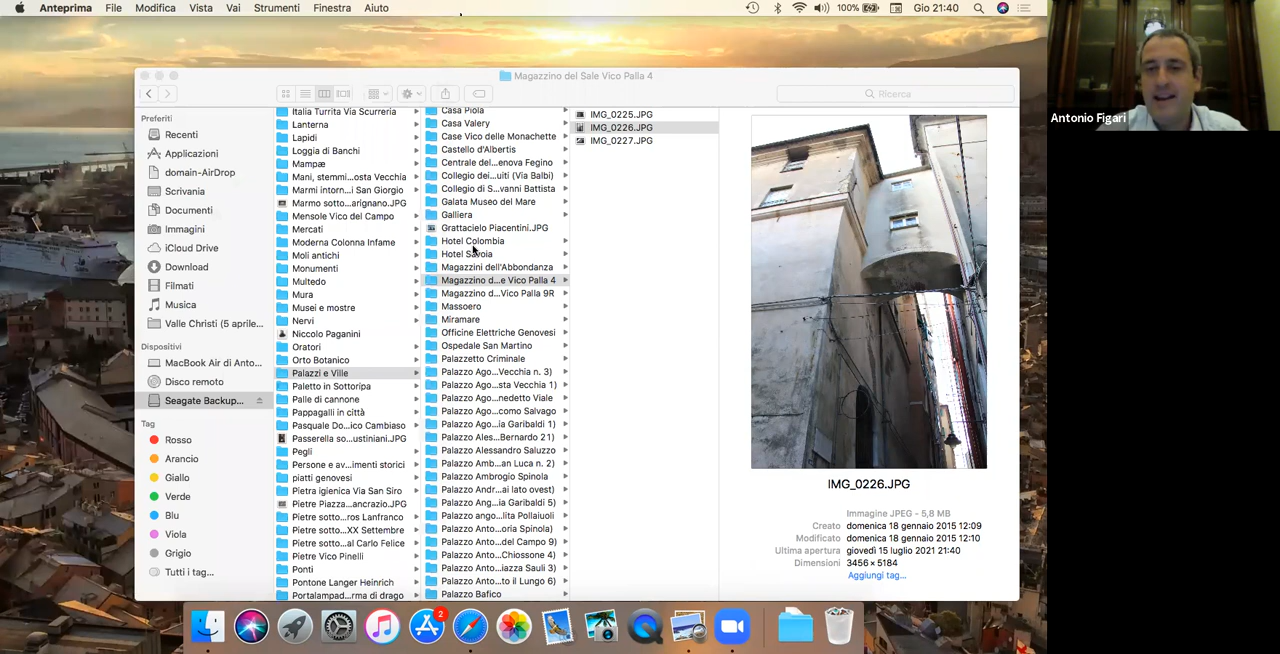 Anteprima File Modifica Vista Vai Strumenti Finestra Aiuto 100% Gio 21:40
Magazzino del Sale Vico Palla 4
Ricerca
Antonio Figari
Preferiti
Recenti
Applicazioni
domain-AirDrop
Scrivania
Documenti
Immagini
iCloud Drive
Download
Filmati
Musica
Valle Christi (5 aprile...
Dispositivi
MacBook Air di Anto...
Disco remoto
Seagate Backup...
Tag
Rosso
Arancio
Giallo
Verde
Blu
Viola
Grigio
Tutti i tag...
Italia Turrita Via Scurreria
Lanterna
Lapidi
Loggia di Banchi
Mampæ
Mani, stemmi...osta Vecchia
Marmi intorn...i San Giorgio
Marmo sotto...arignano.JPG
Mensole Vico del Campo
Mercati
Moderna Colonna Infame
Moli antichi
Monumenti
Multedo
Mura
Musei e mostre
Nervi
Niccolo Paganini
Oratori
Orto Botanico
Palazzi e Ville
Paletto in Sottoripa
Palle di cannone
Pappagalli in città
Pasquale Do...ico Cambiaso
Passerella so...ustiniani.JPG
Pegli
Persone e av...imenti storici
piatti genovesi
Pietra igienica Via San Siro
Pietre Piazza...ancrazio.JPG
Pietre sotto...ros Lanfranco
Pietre sotto...XX Settembre
Pietre sotto...al Carlo Felice
Pietre Vico Pinelli
Ponti
Pontone Langer Heinrich
Portalampad...rma di drago
Casa Piola
Casa Valery
Case Vico delle Monachette
Castello d'Albertis
Centrale del...enova Fegino
Collegio dei...uiti (Via Balbi)
Collegio di S...vanni Battista
Galata Museo del Mare
Galliera
Grattacielo Piacentini.JPG
Hotel Colombia
Hotel Savoia
Magazzini dell'Abbondanza
Magazzino d...e Vico Palla 4
Magazzino d...Vico Palla 9R
Massoero
Miramare
Officine Elettriche Genovesi
Ospedale San Martino
Palazzetto Criminale
Palazzo Ago...Vecchia n. 3)
Palazzo Ago...sta Vecchia 1)
Palazzo Ago...nedetto Viale
Palazzo Ago...como Salvago
Palazzo Ago...a Garibaldi 1)
Palazzo Ales...Bernardo 21)
Palazzo Alessandro Saluzzo
Palazzo Amb...an Luca n. 2)
Palazzo Ambrogio Spinola
Palazzo Andr...ai lato ovest)
Palazzo Ang...a Garibaldi 5)
Palazzo ango...lita Pollaiuoli
Palazzo Anto...oria Spinola)
Palazzo Anto...del Campo 9)
Palazzo Anto...Chiossone 4)
Palazzo Anto...iazza Sauli 3)
Palazzo Anto...to il Lungo 6)
Palazzo Bafico
IMG_0225.JPG
IMG_0226.JPG
IMG_0227.JPG
IMG_0226.JPG
Immagine JPEG - 5,8 MB
Creato domenica 18 gennaio 2015 12:09
Modificato domenica 18 gennaio 2015 12:10
Ultima apertura giovedì 15 luglio 2021 21:40
Dimensioni 3456 × 5184
Aggiungi tag...
2